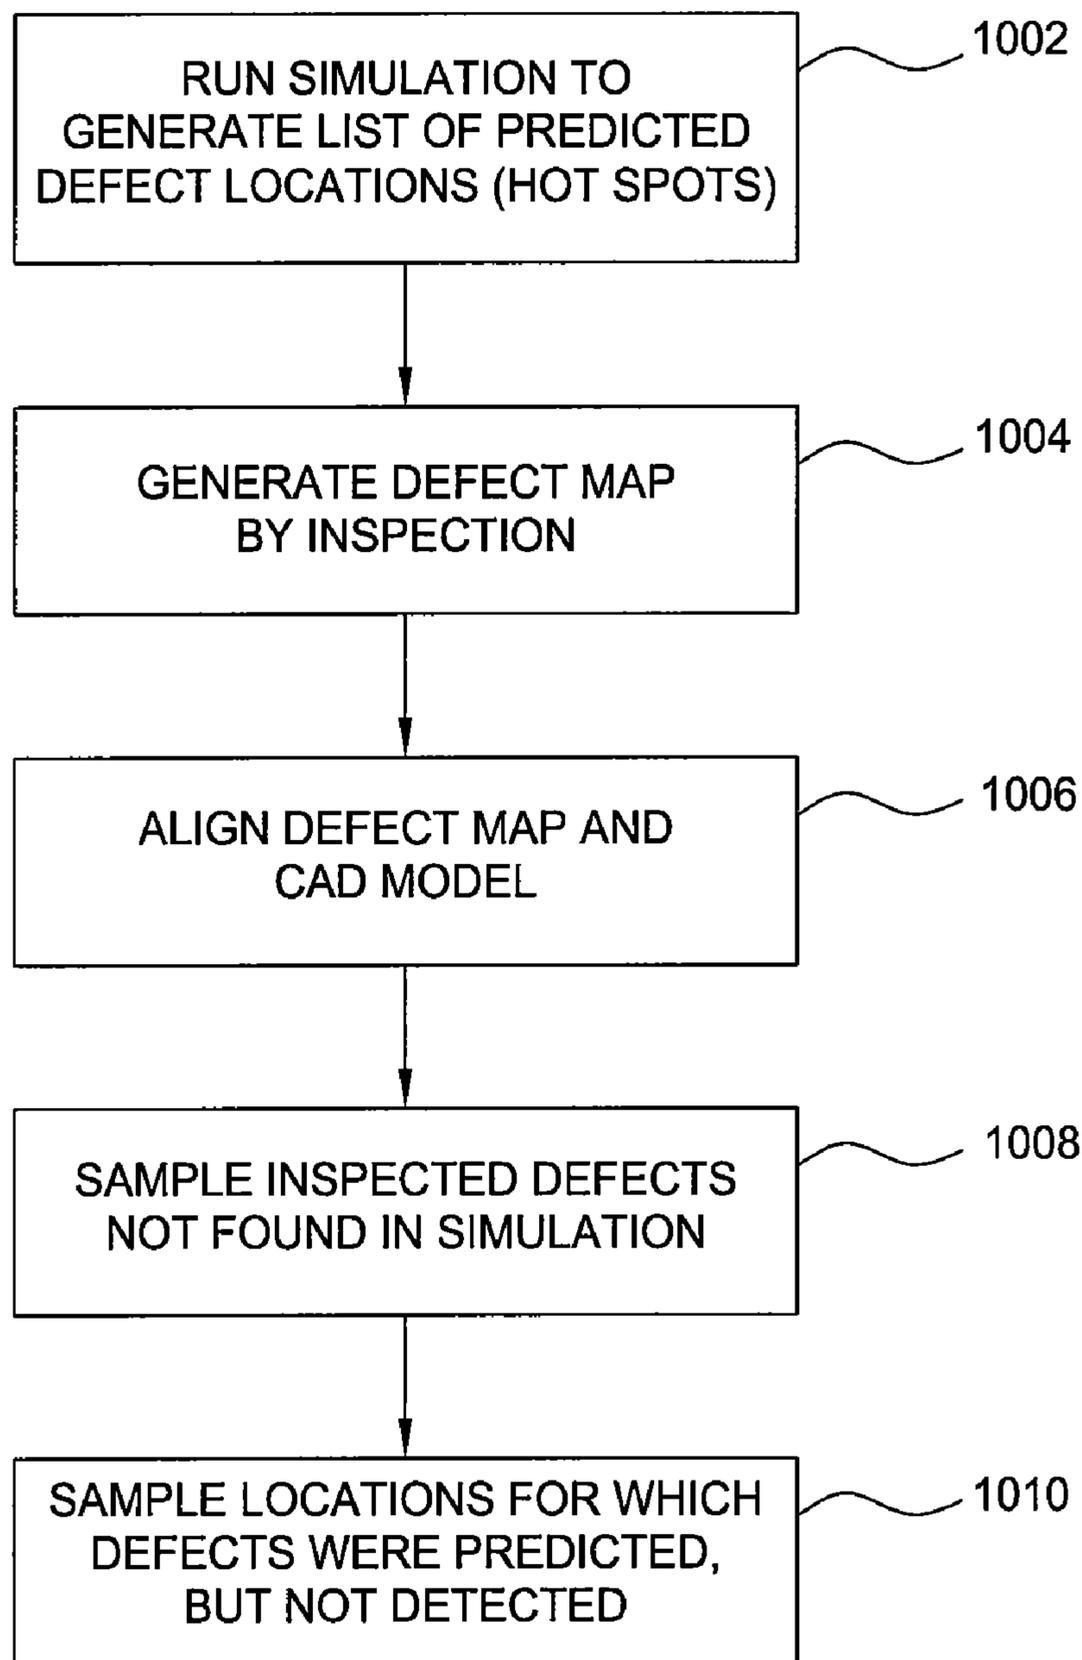 RUN SIMULATION TO
GENERATE LIST OF PREDICTED
DEFECT LOCATIONS (HOT SPOTS)
1002
GENERATE DEFECT MAP
BY INSPECTION
1004
ALIGN DEFECT MAP AND
CAD MODEL
1006
SAMPLE INSPECTED DEFECTS
NOT FOUND IN SIMULATION
1008
SAMPLE LOCATIONS FOR WHICH
DEFECTS WERE PREDICTED,
BUT NOT DETECTED
1010